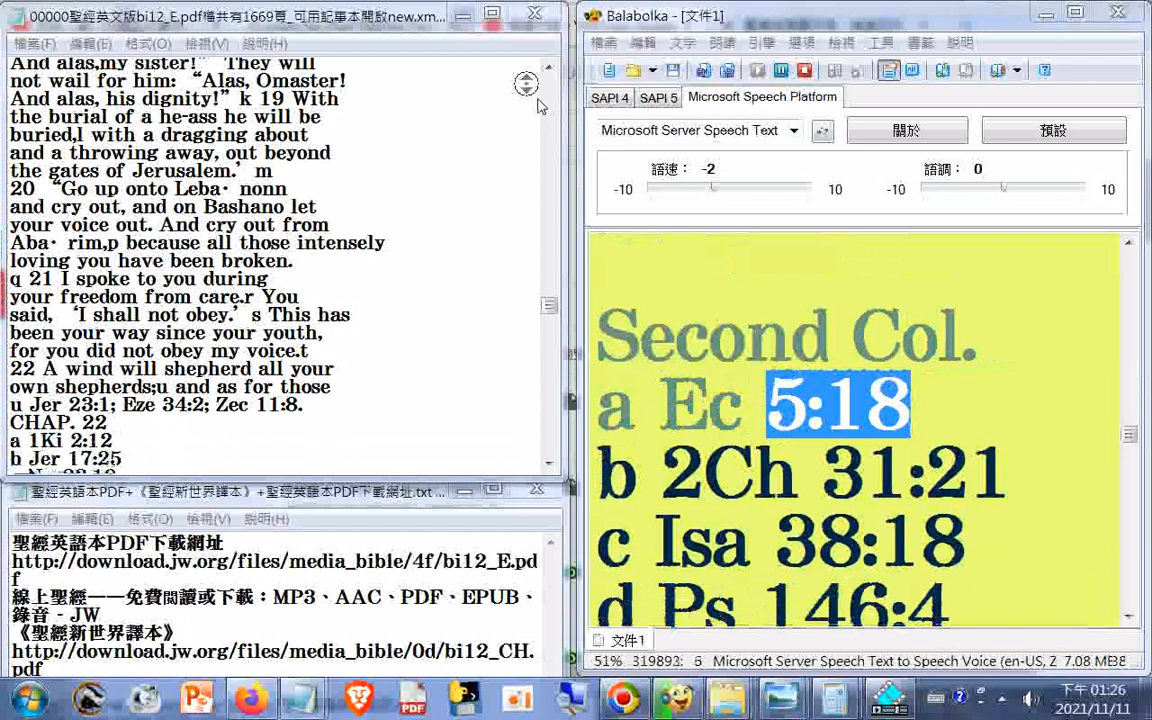 00000聖經英文版bi12_E.pdf檔共有1669頁_可用記事本開啟new.xm...
檔案(F) 編輯(E) 格式(O) 檢視(V) 說明(H)
And alas,my sister!” They will
not wail for him: “Alas, Omaster!
And alas, his dignity!”k 19 With
the burial of a he-ass he will be
buried,l with a dragging about
and a throwing away, out beyond
the gates of Jerusalem.’ m
20 “Go up onto Leba· nonn
and cry out, and on Bashano let
your voice out. And cry out from
Aba· rim,p because all those intensely
loving you have been broken.
q 21 I spoke to you during
your freedom from care.r You
said, ‘I shall not obey.’s This has
been your way since your youth,
for you did not obey my voice.t
22 A wind will shepherd all your
own shepherds;u and as for those
u Jer 23:1; Eze 34:2; Zec 11:8.
CHAP. 22
a 1Ki 2:12
b Jer 17:25
聖經英語本PDF+《聖經新世界譯本》+聖經英語本PDF下載網址.txt ...
檔案(F) 編輯(E) 格式(O) 檢視(V) 說明(H)
聖經英語本PDF下載網址
http://download.jw.org/files/media_bible/4f/bi12_E.pd
f
線上聖經——免費閱讀或下載：MP3、AAC、PDF、EPUB、
錄音 - JW
《聖經新世界譯本》
http://download.jw.org/files/media_bible/0d/bi12_CH.
pdf
Balabolka - [文件1]
檔案 編輯 文字 朗讀 引擎 選項 檢視 工具 書籤 說明
SAPI 4 SAPI 5 Microsoft Speech Platform
Microsoft Server Speech Text 關於 預設
語速： -2 語調： 0
-10 10 -10 10
Second Col.
a Ec 5:18
b 2Ch 31:21
c Isa 38:18
d Ps 146:4
文件1
51% 319893: 6 Microsoft Server Speech Text to Speech Voice (en-US, Z 7.08 MB38
下午 01:26
2021/11/11